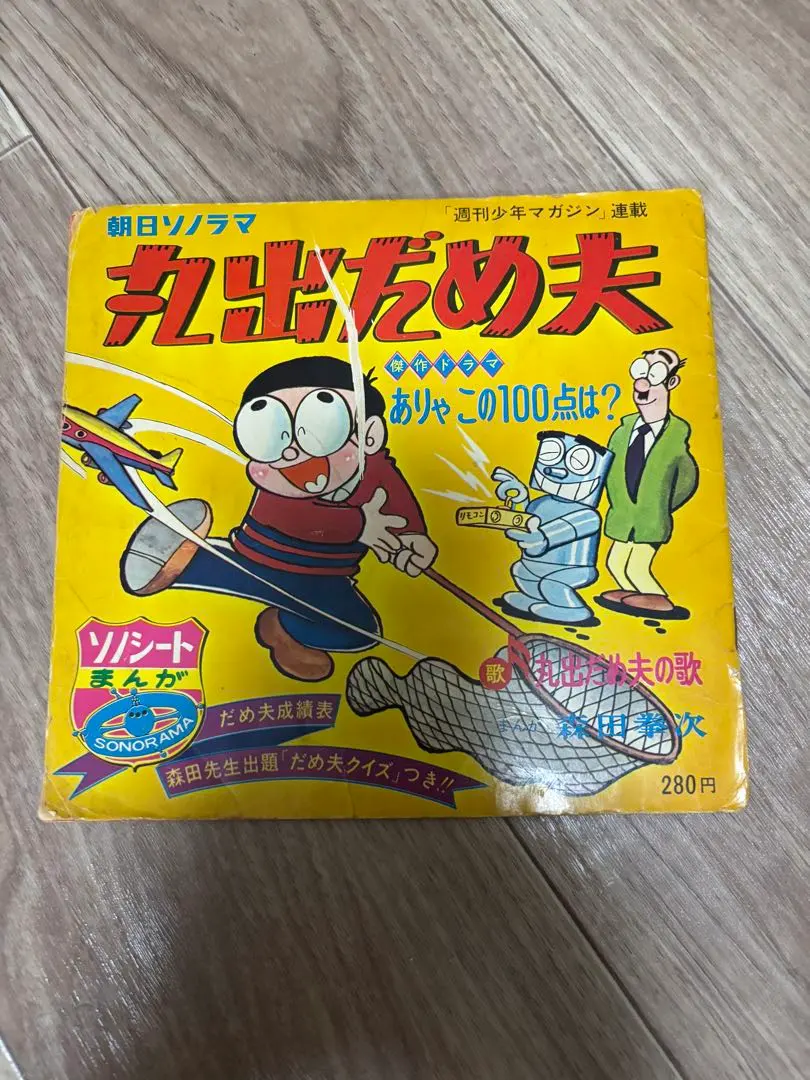 朝日ソノラマ
「週刊少年マガジン」連載
丸出だめ夫
傑作ドラマ
ありゃ この100点は?
リモコン
ソノシート
まんが
SONORAMA
歌 丸出だめ夫の歌
まんが 森田拳次
だめ夫成績表
森田先生出題「だめ夫クイズ」つき!!
280円